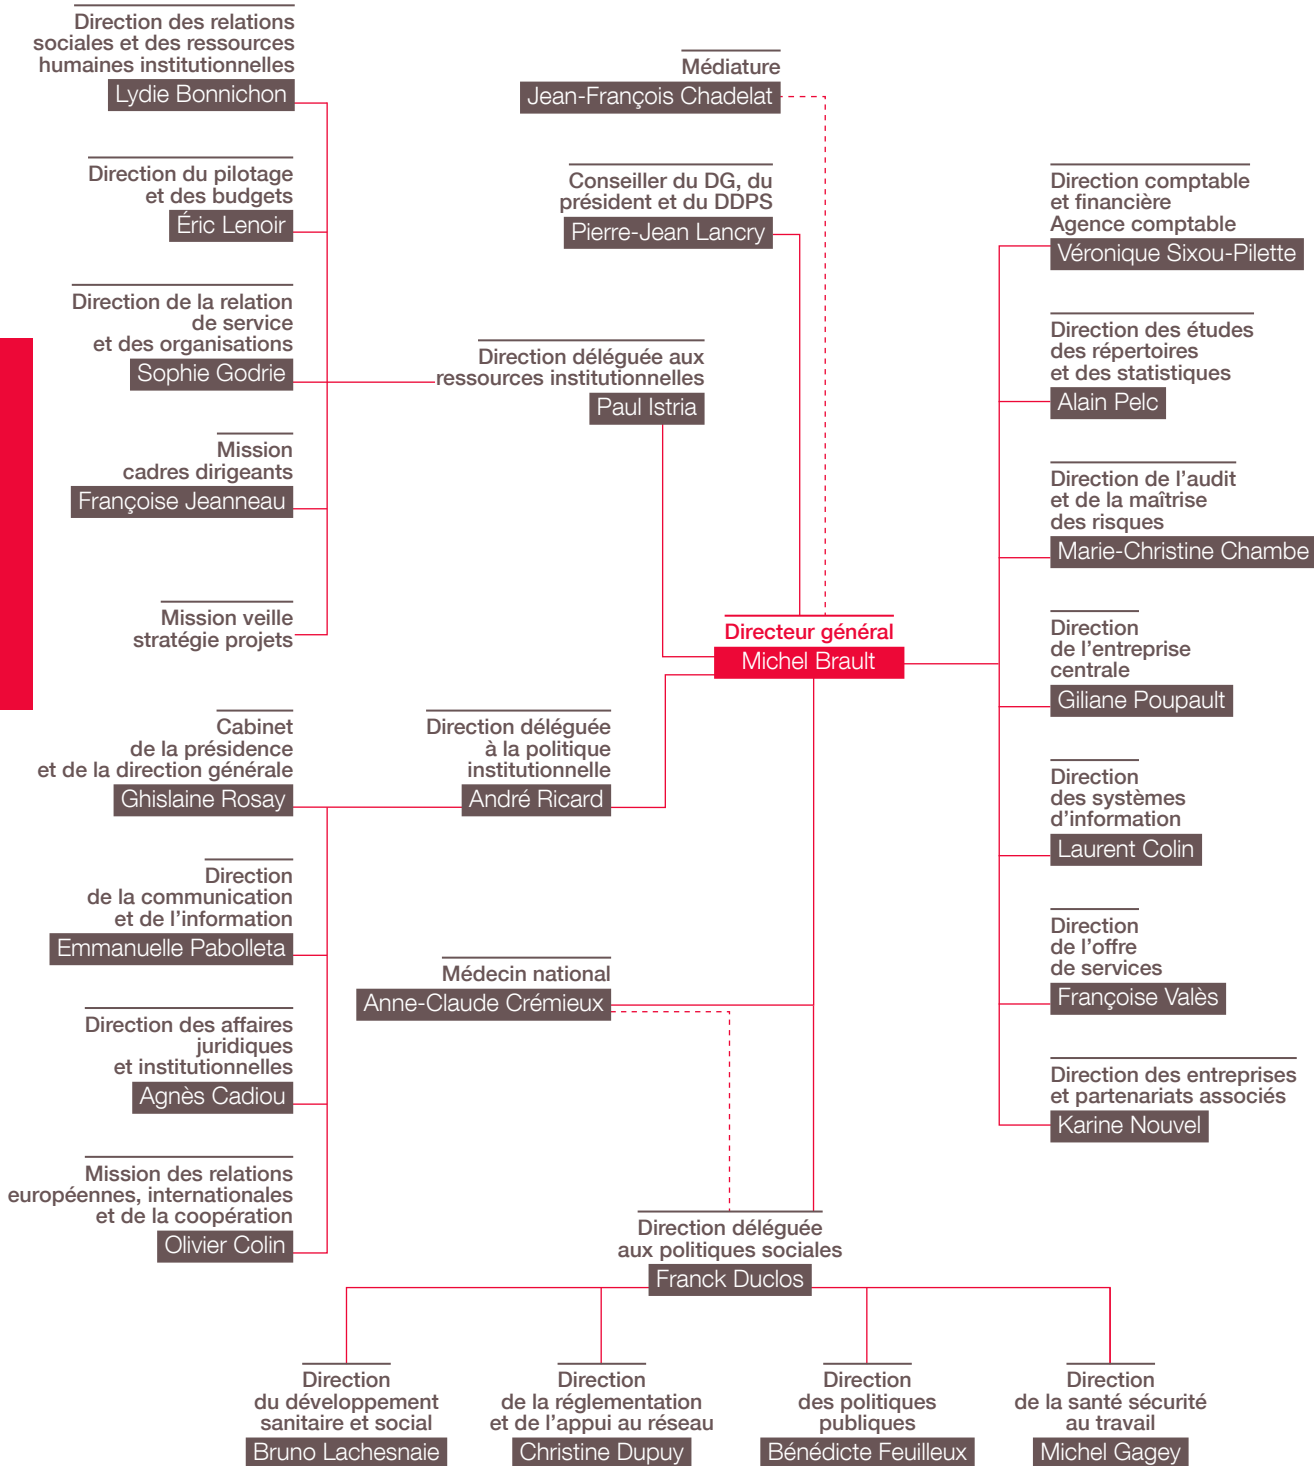 Direction des relations
sociales et des ressources
humaines institutionnelles
Lydie Bonnichon
Direction du pilotage
et des budgets
Éric Lenoir
Direction de la relation
de service
et des organisations
Sophie Godrie
Mission
cadres dirigeants
Françoise Jeanneau
Mission veille
stratégie projets
Médiature
Jean-François Chadelat
Conseiller du DG, du
président et du DDPS
Pierre-Jean Lancry
Direction déléguée aux
ressources institutionnelles
Paul Istria
Directeur général
Michel Brault
Direction comptable
et financière
Agence comptable
Véronique Sixou-Pilette
Direction des études
des répertoires
et des statistiques
Alain Pelc
Direction de l’audit
et de la maîtrise
des risques
Marie-Christine Chambe
Direction
de l’entreprise
centrale
Giliane Poupault
Direction
des systèmes
d’information
Laurent Colin
Direction
de l’offre
de services
Françoise Valès
Direction des entreprises
et partenariats associés
Karine Nouvel
Cabinet
de la présidence
et de la direction générale
Ghislaine Rosay
Direction déléguée
à la politique
institutionnelle
André Ricard
Direction
de la communication
et de l’information
Emmanuelle Pabolleta
Direction des affaires
juridiques
et institutionnelles
Agnès Cadiou
Mission des relations
européennes, internationales
et de la coopération
Olivier Colin
Médecin national
Anne-Claude Crémieux
Direction déléguée
aux politiques sociales
Franck Duclos
Direction
du développement
sanitaire et social
Bruno Lachesnaie
Direction
de la réglementation
et de l’appui au réseau
Christine Dupuy
Direction
des politiques
publiques
Bénédicte Feuilleux
Direction
de la santé sécurité
au travail
Michel Gagey